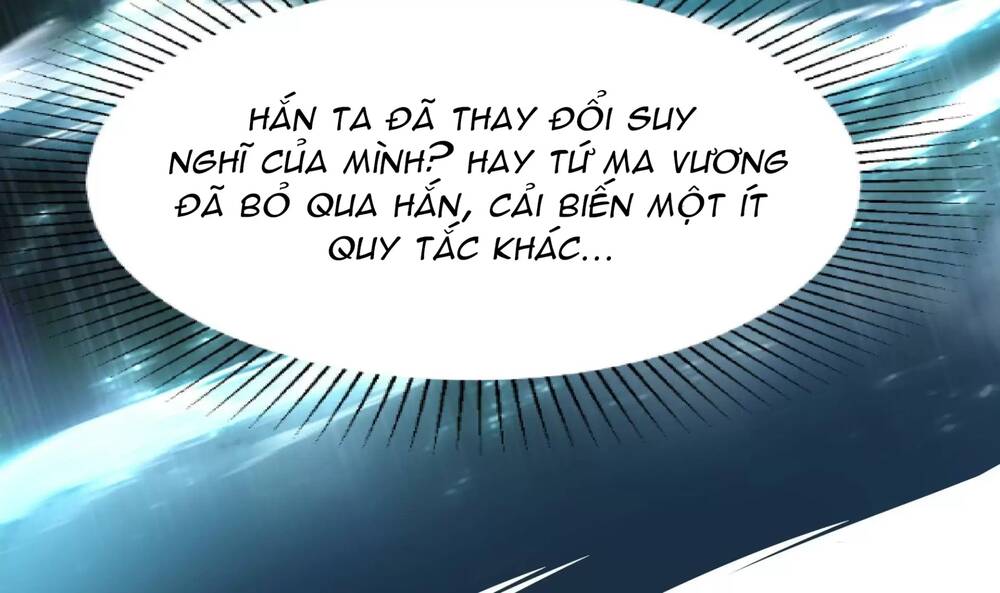 HẮN TA ĐÃ THAY ĐỔI SUY
NGHĨ CỦA MÌNH? HAY TỨ MA VƯƠNG
ĐÃ BỎ QUA HẮN, CẢI BIẾN MỘT ÍT
QUY TẮC KHÁC...